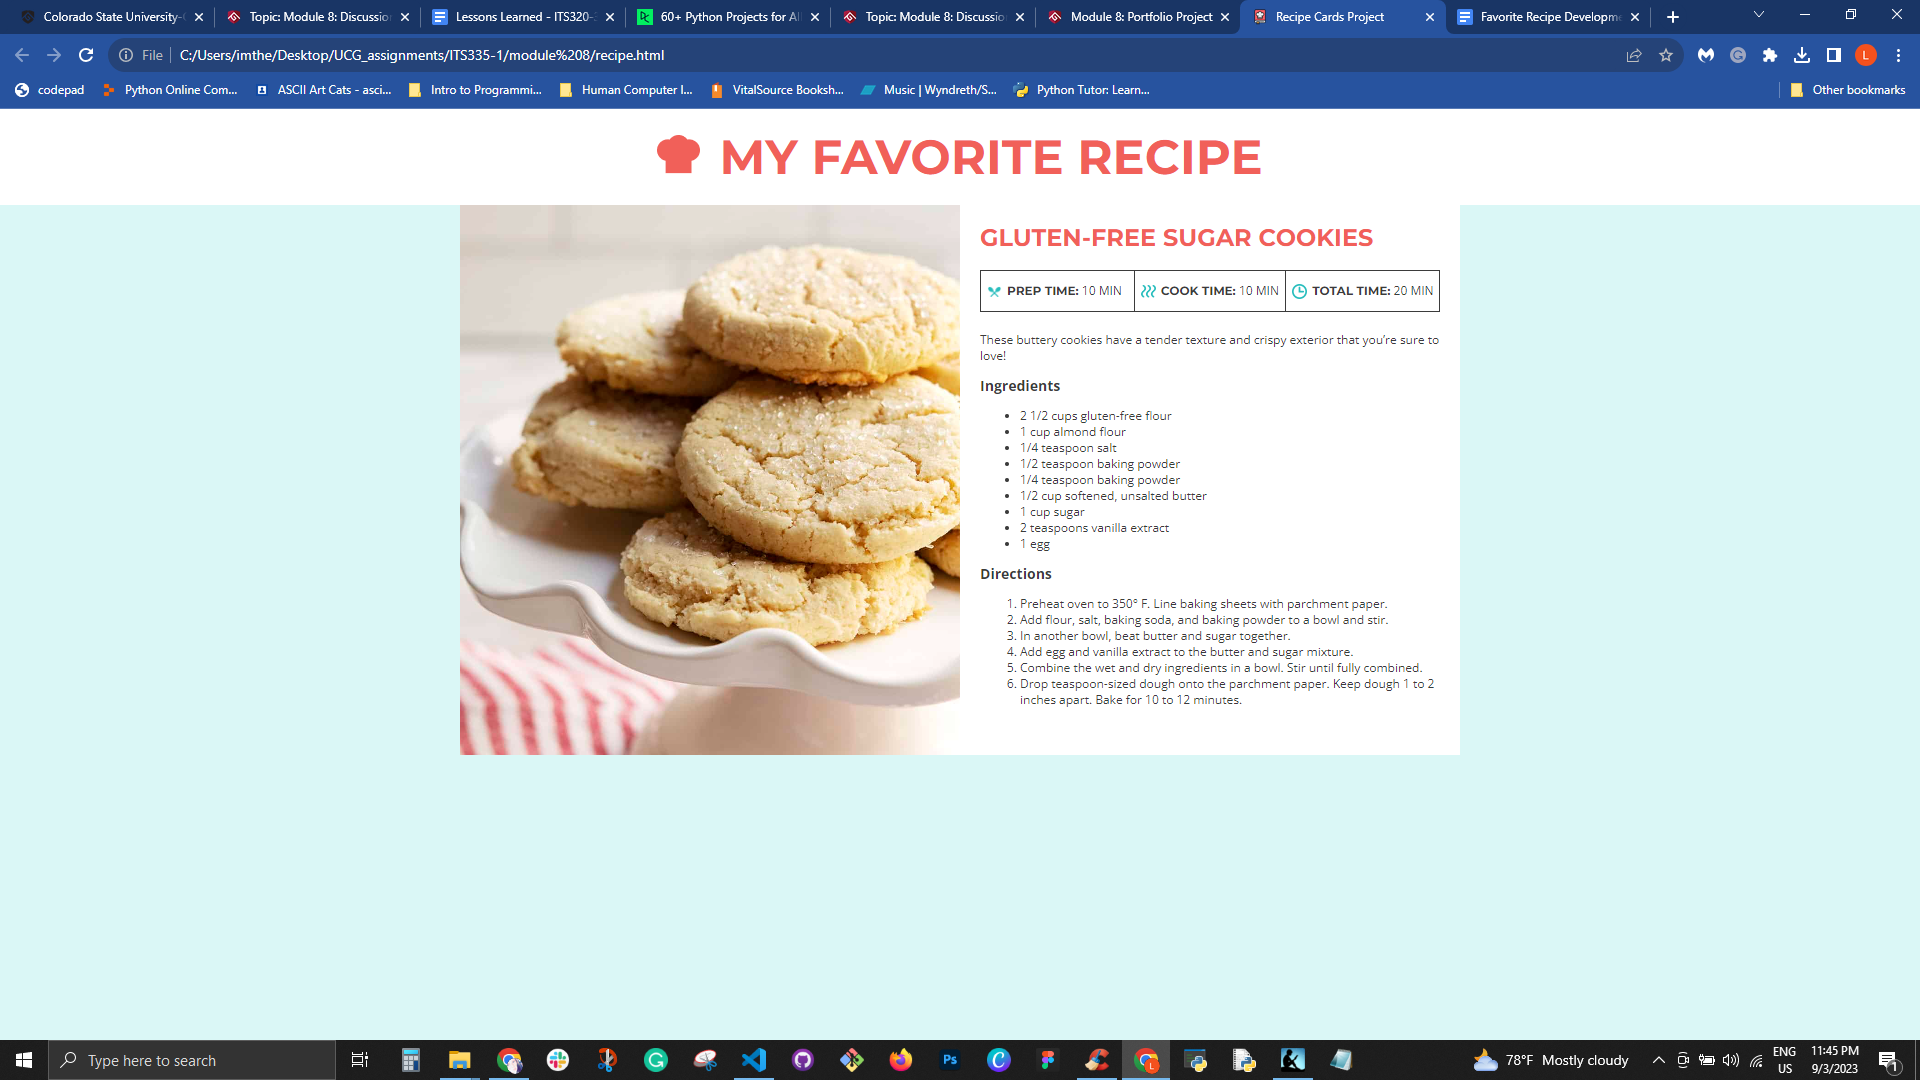 Colorado State University-
Topic: Module 8: Discussio
Lessons Learned - ITS320-
60+ Python Projects for Al
Topic: Module 8: Discussio
Module 8: Portfolio Project
Recipe Cards Project
Favorite Recipe Developm
File
C:/Users/imthe/Desktop/UCG_assignments/ITS335-1/module%208/recipe.html
L
codepad
Python Online Com...
ASCII Art Cats - asci...
Intro to Programmi...
Human Computer I...
VitalSource Booksh...
Music | Wyndreth/S...
Python Tutor: Learn...
Other bookmarks
MY FAVORITE RECIPE
GLUTEN-FREE SUGAR COOKIES
PREP TIME: 10 MIN
COOK TIME: 10 MIN
TOTAL TIME: 20 MIN
These buttery cookies have a tender texture and crispy exterior that you’re sure to
love!
Ingredients
• 2 1/2 cups gluten-free flour
• 1 cup almond flour
• 1/4 teaspoon salt
• 1/2 teaspoon baking powder
• 1/4 teaspoon baking powder
• 1/2 cup softened, unsalted butter
• 1 cup sugar
• 2 teaspoons vanilla extract
• 1 egg
Directions
1. Preheat oven to 350° F. Line baking sheets with parchment paper.
2. Add flour, salt, baking soda, and baking powder to a bowl and stir.
3. In another bowl, beat butter and sugar together.
4. Add egg and vanilla extract to the butter and sugar mixture.
5. Combine the wet and dry ingredients in a bowl. Stir until fully combined.
6. Drop teaspoon-sized dough onto the parchment paper. Keep dough 1 to 2
inches apart. Bake for 10 to 12 minutes.
Type here to search
Ps
78°F Mostly cloudy
ENG
US
11:45 PM
9/3/2023
1